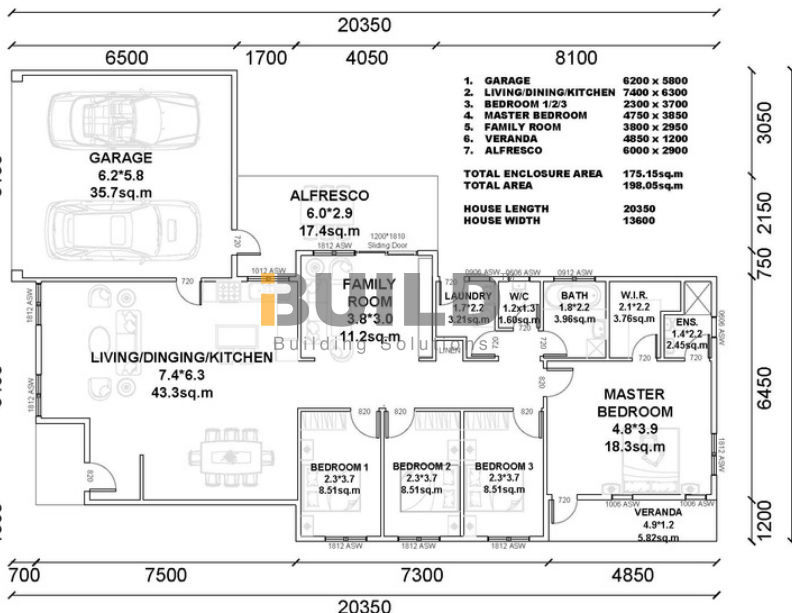 20350
6500
1700
4050
8100
1. GARAGE 6200 x 5800
2. LIVING/DINING/KITCHEN 7400 x 6300
3. BEDROOM 1/2/3 2300 x 3700
4. MASTER BEDROOM 4750 x 3850
5. FAMILY ROOM 3800 x 2950
6. VERANDA 4850 x 1200
7. ALFRESCO 6000 x 2900
TOTAL ENCLOSURE AREA 175.15sq.m
TOTAL AREA 198.05sq.m
HOUSE LENGTH 20350
HOUSE WIDTH 13600
3050
2150
750
6450
1200
GARAGE
6.2*5.8
35.7sq.m
720
720
ALFRESCO
6.0*2.9
17.4sq.m
1200*1810
Sliding Door
1812 ASW
1012 ASW
FAMILY
ROOM
3.8*3.0
11.2sq.m
iBUILD
Building Solutions
720
0906 ASW
0606 ASW
0912 ASW
LAUNDRY
1.7*2.2
3.21sq.m
W/C
1.2x1.3
1.60sq.m
BATH
1.8*2.2
3.96sq.m
W.I.R.
2.1*2.2
3.76sq.m
ENS.
1.4*2.2
2.45sq.m
0606 ASW
LINEN
720
720
720
720
1812 ASW
1812 ASW
LIVING/DINGING/KITCHEN
7.4*6.3
43.3sq.m
820
820
MASTER
BEDROOM
4.8*3.9
18.3sq.m
1812 ASW
820
820
820
BEDROOM 1
2.3*3.7
8.51sq.m
BEDROOM 2
2.3*3.7
8.51sq.m
BEDROOM 3
2.3*3.7
8.51sq.m
720
1006 ASW
1006 ASW
VERANDA
4.9*1.2
5.82sq.m
1812 ASW
1812 ASW
1812 ASW
700
7500
7300
4850
20350